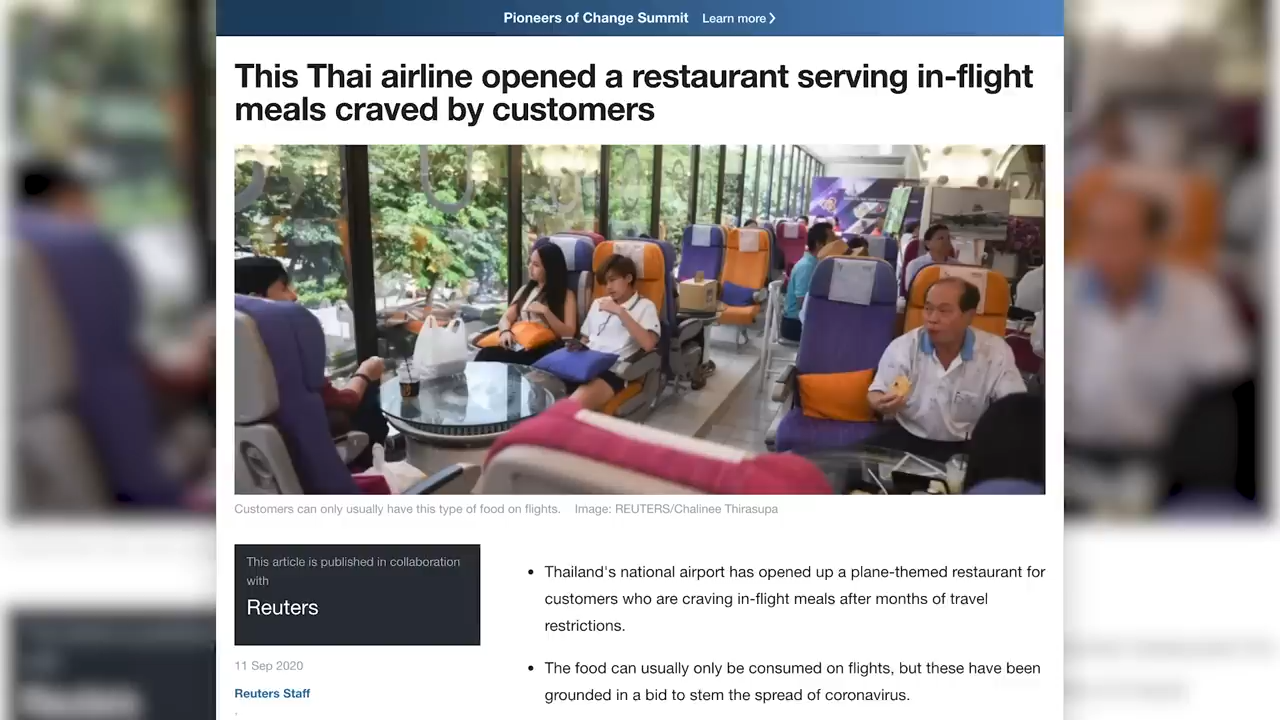 Pioneers of Change Summit Learn more
This Thai airline opened a restaurant serving in-flight
meals craved by customers
Customers can only usually have this type of food on flights. Image: REUTERS/Chalinee Thirasupa
This article is published in collaboration
with
Reuters
11 Sep 2020
Reuters Staff
Thailand's national airport has opened up a plane-themed restaurant for
customers who are craving in-flight meals after months of travel
restrictions.
The food can usually only be consumed on flights, but these have been
grounded in a bid to stem the spread of coronavirus.